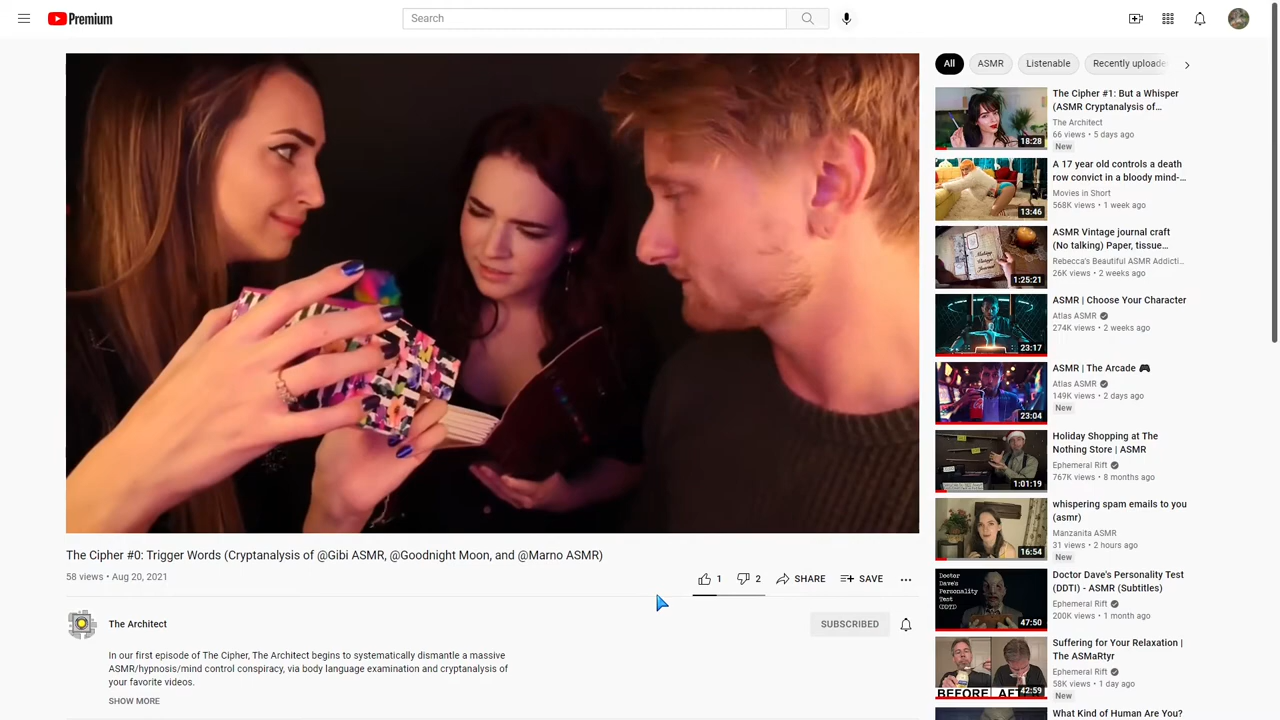 Premium
Search
All
ASMR
Listenable
Recently uploade
The Cipher #0: Trigger Words (Cryptanalysis of @Gibi ASMR, @Goodnight Moon, and @Marno ASMR)
58 views • Aug 20, 2021
1
2
SHARE
SAVE
The Architect
SUBSCRIBED
In our first episode of The Cipher, The Architect begins to systematically dismantle a massive
ASMR/hypnosis/mind control conspiracy, via body language examination and cryptanalysis of
your favorite videos.
SHOW MORE
18:28
The Cipher #1: But a Whisper
(ASMR Cryptanalysis of…
The Architect
66 views • 5 days ago
New
13:46
A 17 year old controls a death
row convict in a bloody mind-…
Movies in Short
568K views • 1 week ago
1:25:21
ASMR Vintage journal craft
(No talking) Paper, tissue…
Rebecca's Beautiful ASMR Addicti…
26K views • 2 weeks ago
23:17
ASMR | Choose Your Character
Atlas ASMR
274K views • 2 weeks ago
23:04
ASMR | The Arcade 🎮
Atlas ASMR
149K views • 2 days ago
New
1:01:19
Holiday Shopping at The
Nothing Store | ASMR
Ephemeral Rift
767K views • 8 months ago
16:54
whispering spam emails to you
(asmr)
Manzanita ASMR
31 views • 2 hours ago
New
Doctor
Dave's
Personality
Test
(DDTI)
47:50
Doctor Dave's Personality Test
(DDTI) - ASMR (Subtitles)
Ephemeral Rift
200K views • 1 month ago
BEFORE
AF
42:59
Suffering for Your Relaxation |
The ASMaRtyr
Ephemeral Rift
58K views • 1 day ago
New
What Kind of Human Are You?